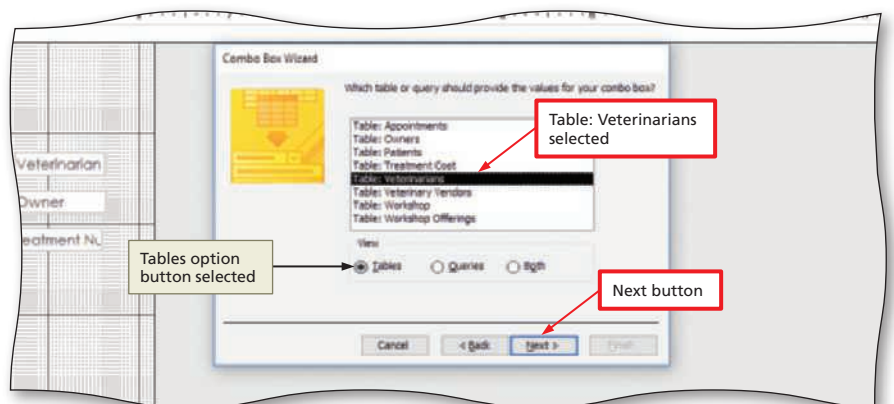 Combo Box Wizard
Which table or query should provide the values for your combo box?
Table: Appointments
Table: Owners
Table: Patients
Table: Treatment Cost
Table: Veterinarians
Table: Veterinary Vendors
Table: Workshop
Table: Workshop Offerings
Table: Veterinarians
selected
Veterinarian
Owner
eatment Nu
View
Tables
Queries
Both
Tables option
button selected
Next button
Cancel
< Back
Next >
Finish